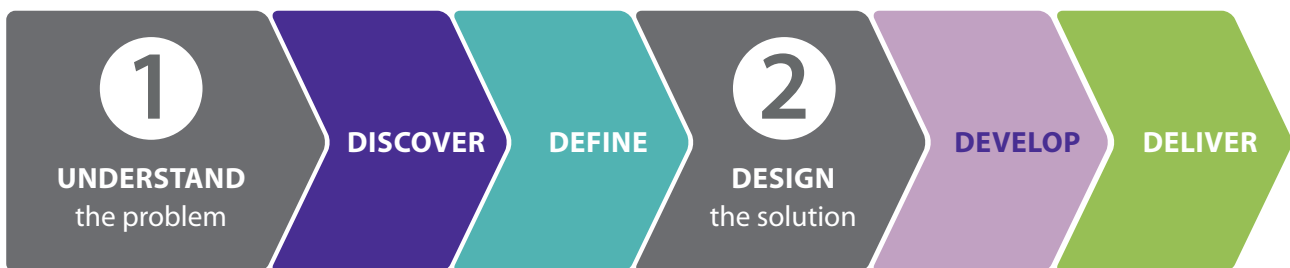 1
UNDERSTAND
the problem
DISCOVER
DEFINE
2
DESIGN
the solution
DEVELOP
DELIVER